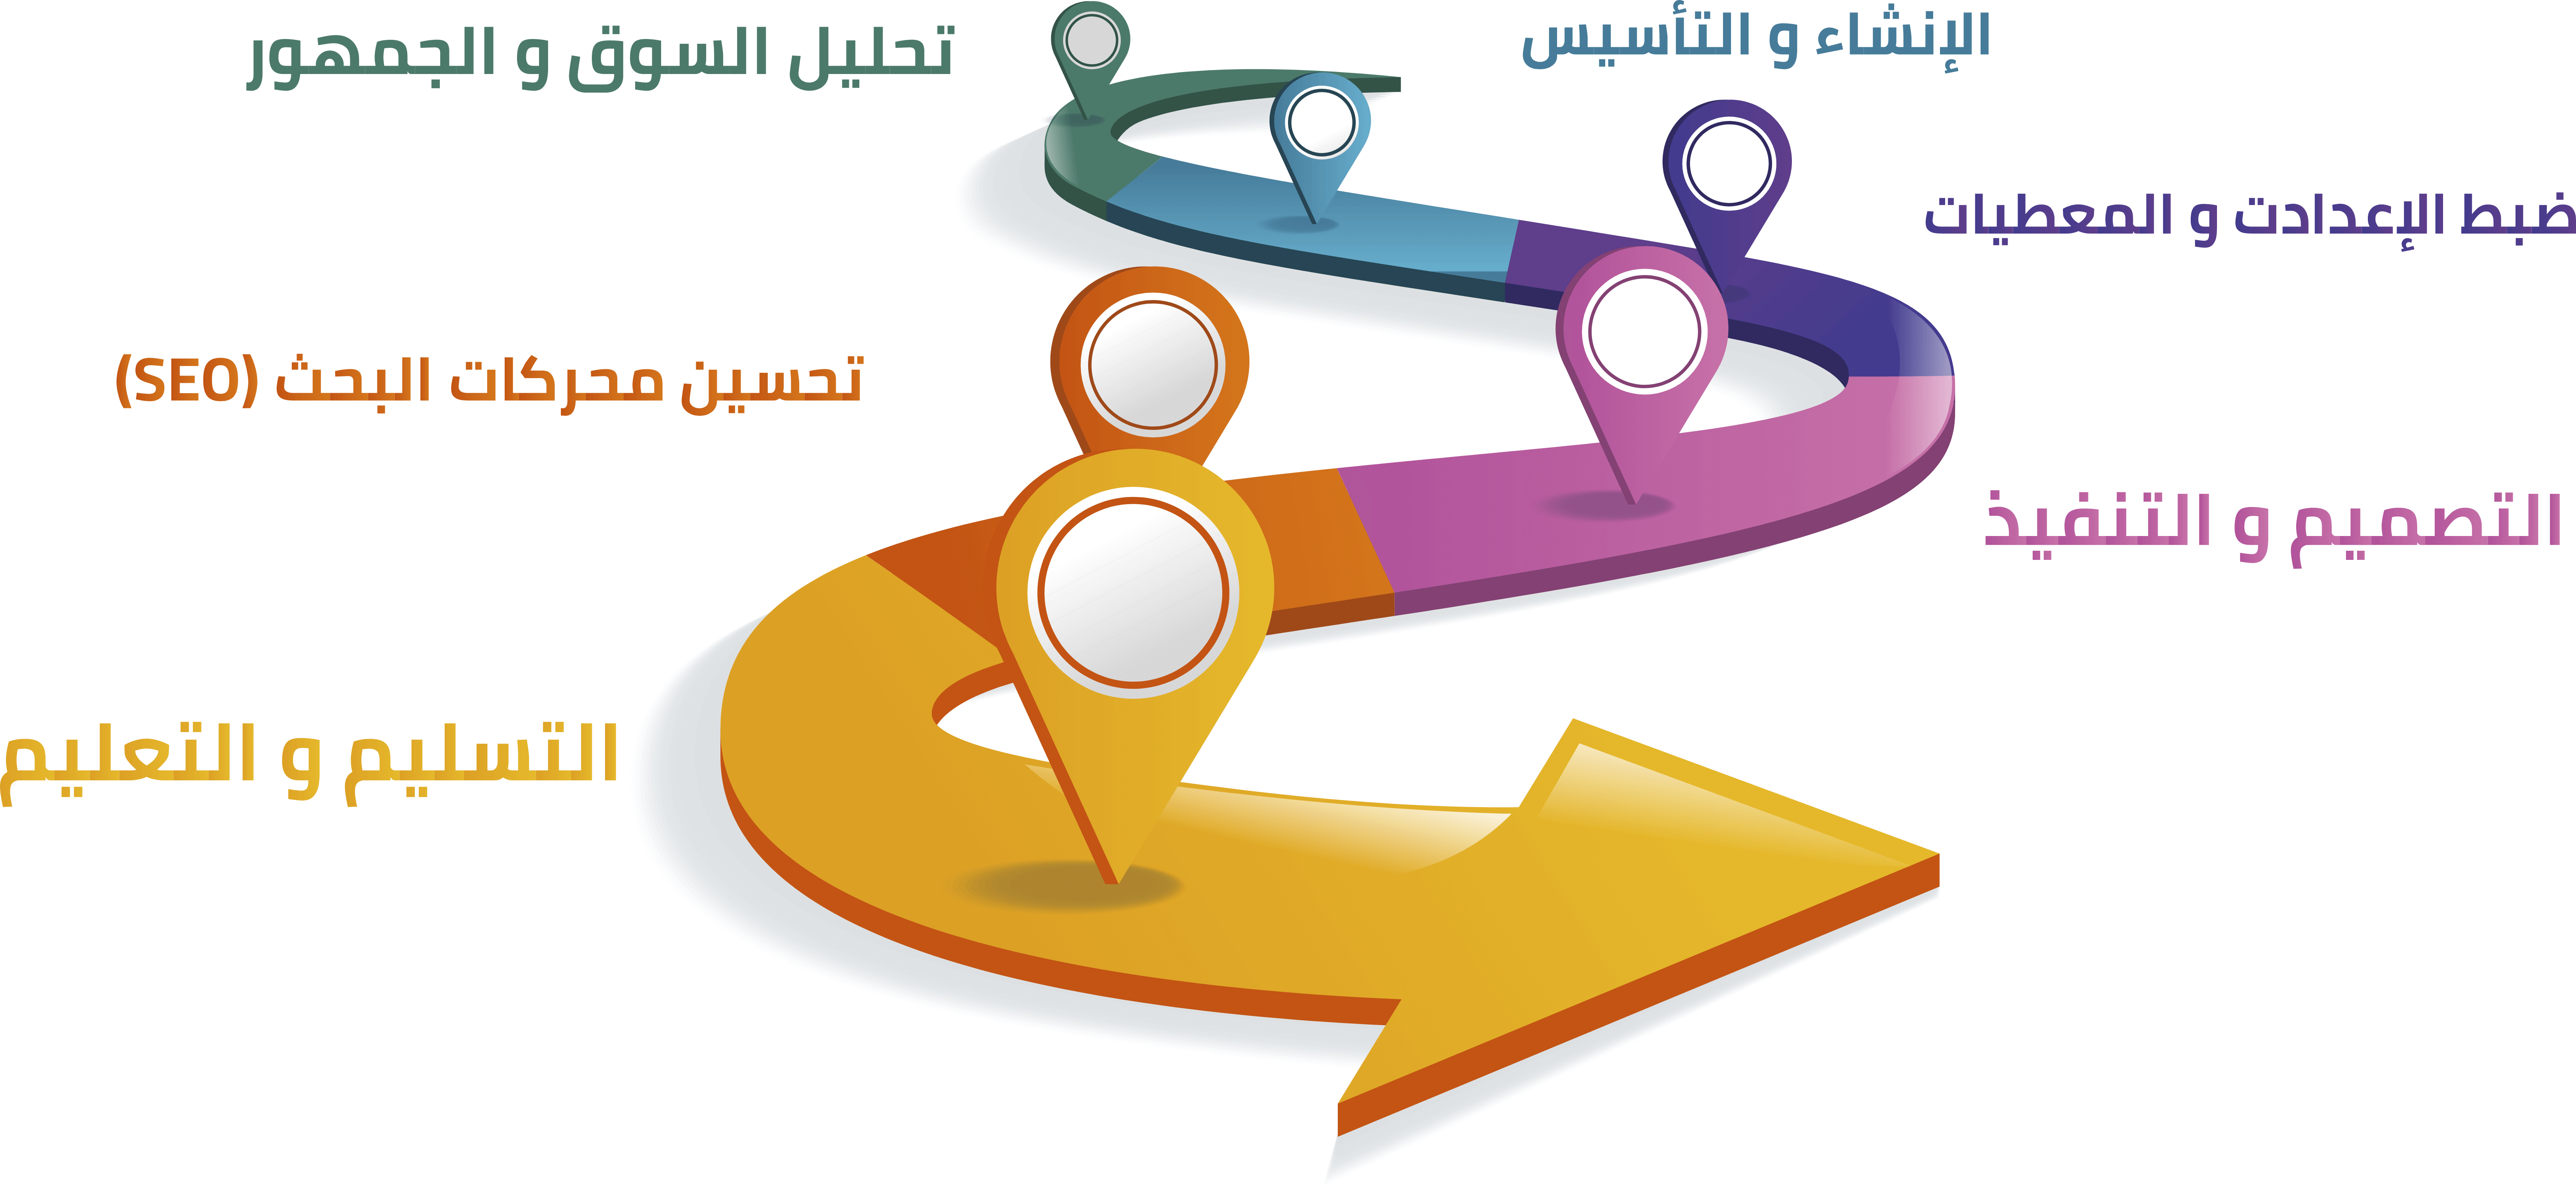 تحليل السوق و الجمهور
الإنشاء و التأسيس
ضبط الإعدادت و المعطيات
التصميم و التنفيذ
تحسين محركات البحث (SEO)
التسليم و التعليم